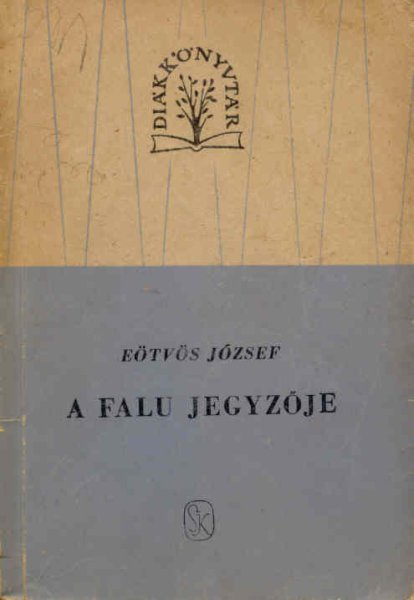 DIÁKKÖNYVTÁR
EÖTVÖS JÓZSEF
A FALU JEGYZŐJE
SK